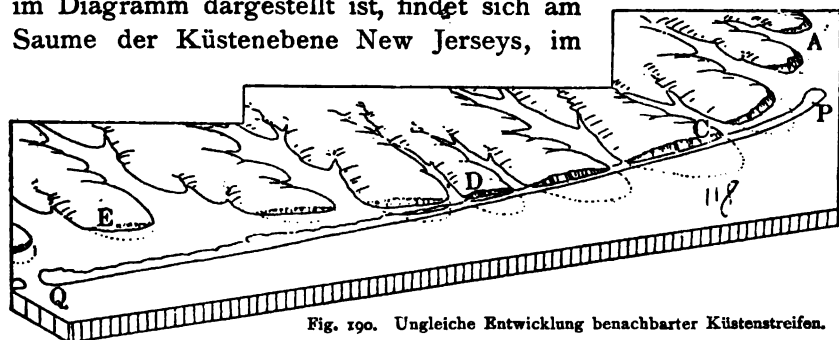 im Diagramm dargestellt ist, findet sich am
Saume der Küstenebene New Jerseys, im
A
P
C
D
118
E
Q
Fig. 190. Ungleiche Entwicklung benachbarter Küstenstreifen.